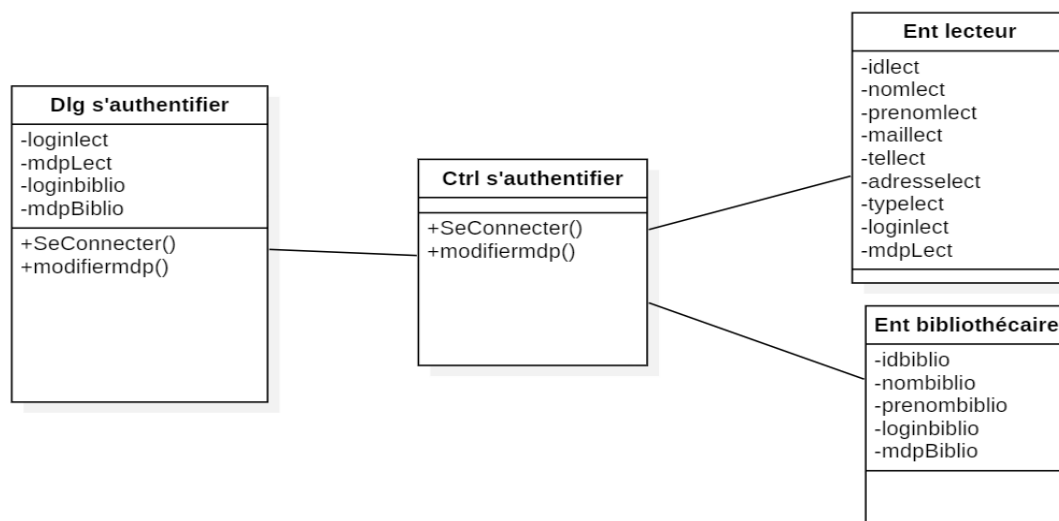 Dlg s'authentifier
-loginlect
-mdpLect
-loginbiblio
-mdpBiblio
+SeConnecter()
+modifiermdp()
Ctrl s'authentifier
+SeConnecter()
+modifiermdp()
Ent lecteur
-idlect
-nomlect
-prenomlect
-maillect
-tellect
-adresselect
-typelect
-loginlect
-mdpLect
Ent bibliothécaire
-idbiblio
-nombiblio
-prenombiblio
-loginbiblio
-mdpBiblio